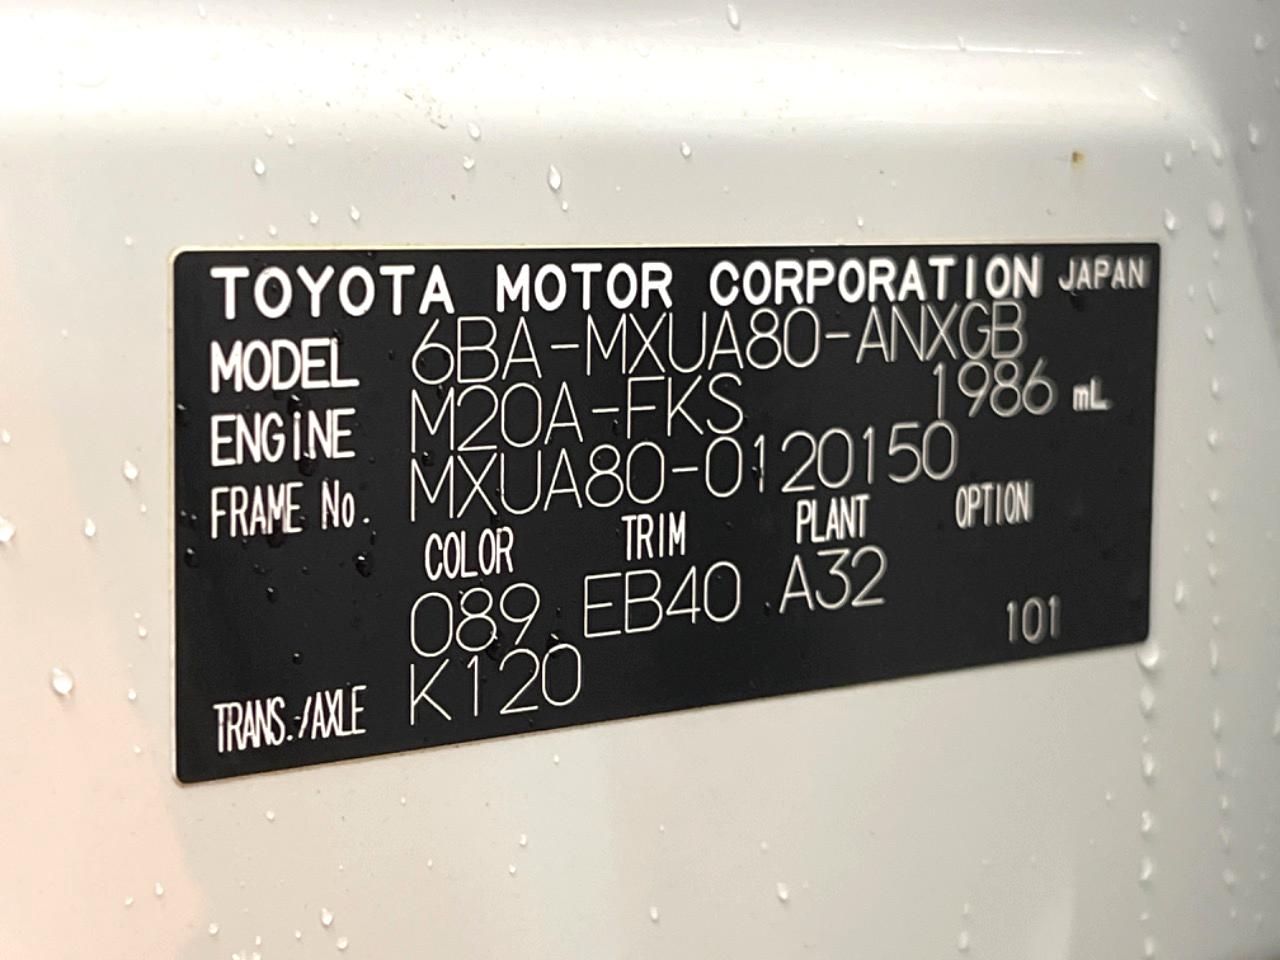 TOYOTA MOTOR CORPORATION JAPAN
MODEL 6BA-MXUA80-ANXGB
ENGINE M20A-FKS 1986 mL
FRAME No. MXUA80-0120150
COLOR TRIM PLANT OPTION
089 EB40 A32 101
TRANS./AXLE K120